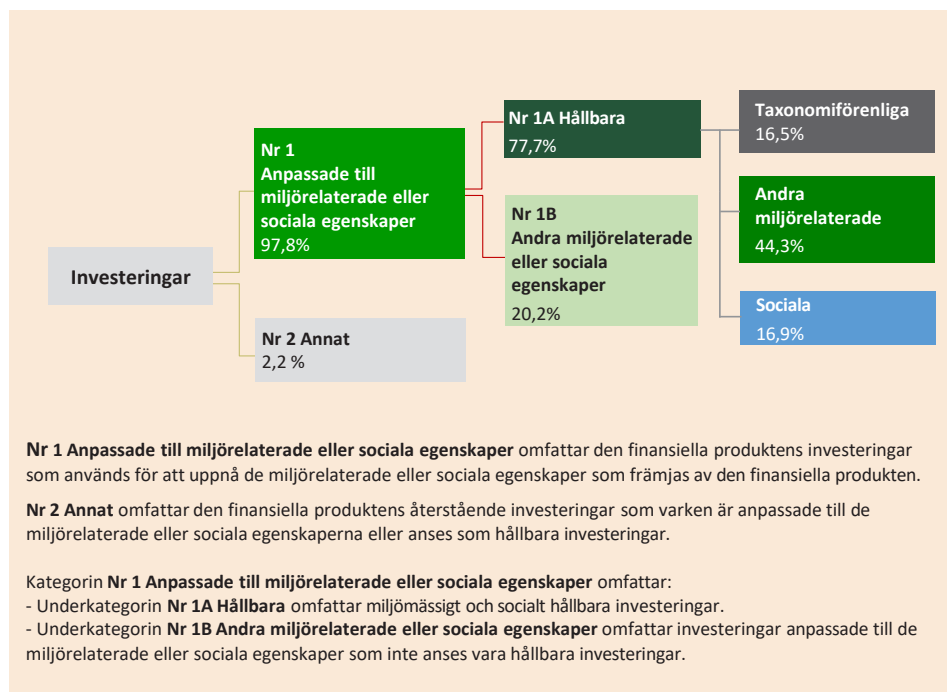 Investeringar
Nr 1
Anpassade till
miljörelaterade eller
sociala egenskaper
97,8%
Nr 2 Annat
2,2 %
Nr 1A Hållbara
77,7%
Nr 1B
Andra miljörelaterade
eller sociala
egenskaper
20,2%
Taxonomiförenliga
16,5%
Andra
miljörelaterade
44,3%
Sociala
16,9%
Nr 1 Anpassade till miljörelaterade eller sociala egenskaper omfattar den finansiella produktens investeringar
som används för att uppnå de miljörelaterade eller sociala egenskaper som främjas av den finansiella produkten.
Nr 2 Annat omfattar den finansiella produktens återstående investeringar som varken är anpassade till de
miljörelaterade eller sociala egenskaperna eller anses som hållbara investeringar.
Kategorin Nr 1 Anpassade till miljörelaterade eller sociala egenskaper omfattar:
- Underkategorin Nr 1A Hållbara omfattar miljömässigt och socialt hållbara investeringar.
- Underkategorin Nr 1B Andra miljörelaterade eller sociala egenskaper omfattar investeringar anpassade till de
miljörelaterade eller sociala egenskaper som inte anses vara hållbara investeringar.